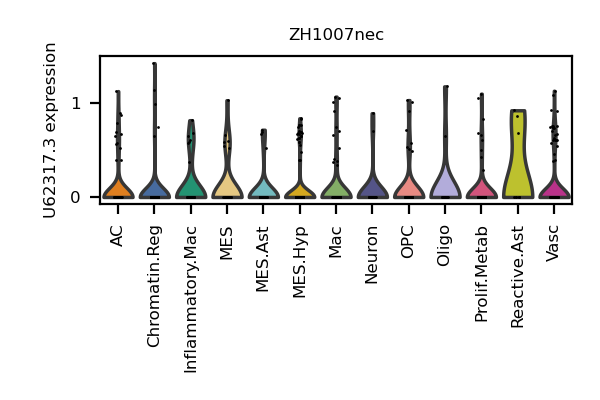 ZH1007nec
U62317.3 expression
1
0
AC
Chromatin.Reg
Inflammatory.Mac
MES
MES.Ast
MES.Hyp
Mac
Neuron
OPC
Oligo
Prolif.Metab
Reactive.Ast
Vasc